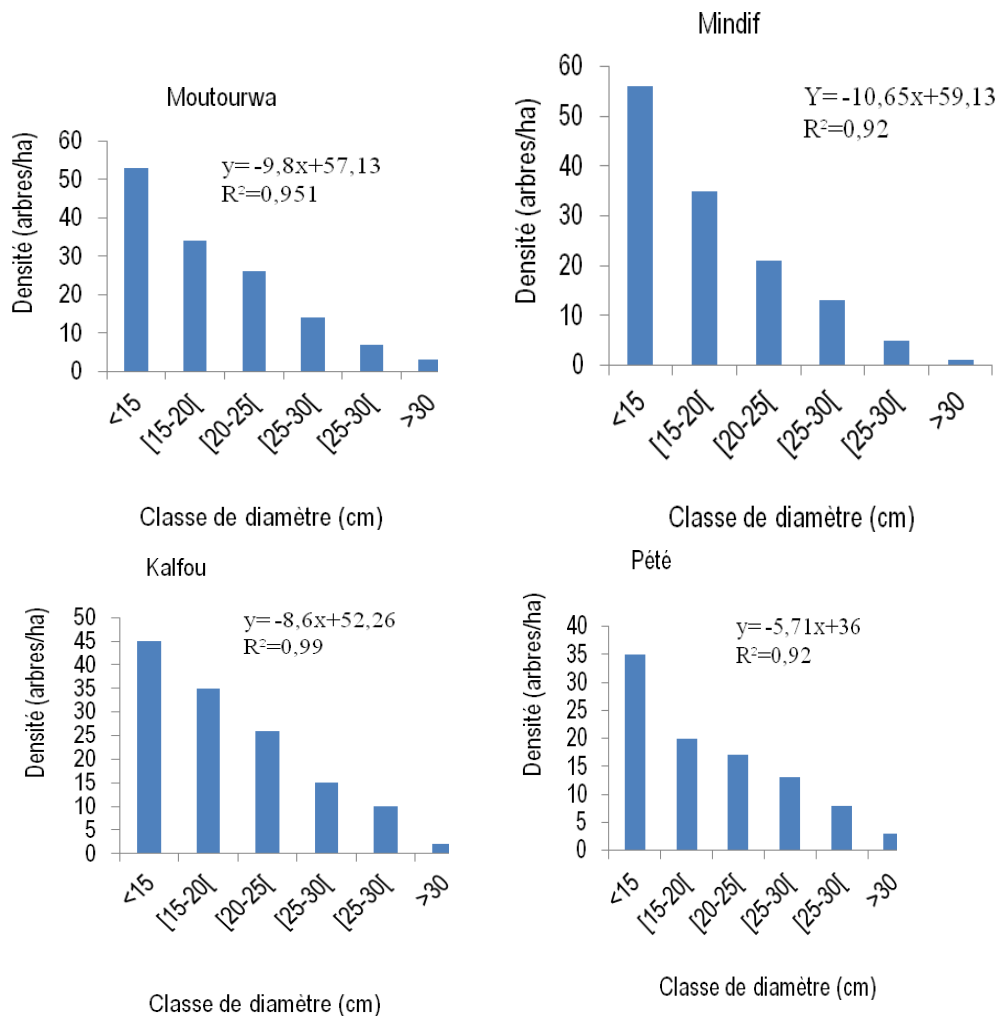 Moutourwa
Densité (arbres/ha)
60
50
40
30
20
10
0
y= -9,8x+57,13
R²=0,951
<15
[15-20[
[20-25[
[25-30[
[25-30[
>30
Classe de diamètre (cm)
Mindif
Densité (arbres/ha)
60
50
40
30
20
10
0
Y= -10,65x+59,13
R²=0,92
<15
[15-20[
[20-25[
[25-30[
[25-30[
>30
Classe de diamètre (cm)
Kalfou
Densité (arbres/ha)
50
45
40
35
30
25
20
15
10
5
0
y= -8,6x+52,26
R²=0,99
<15
[15-20[
[20-25[
[25-30[
[25-30[
>30
Classe de diamètre (cm)
Pété
Densité (arbres/ha)
40
35
30
25
20
15
10
5
0
y= -5,71x+36
R²=0,92
<15
[15-20[
[20-25[
[25-30[
[25-30[
>30
Classe de diamètre (cm)